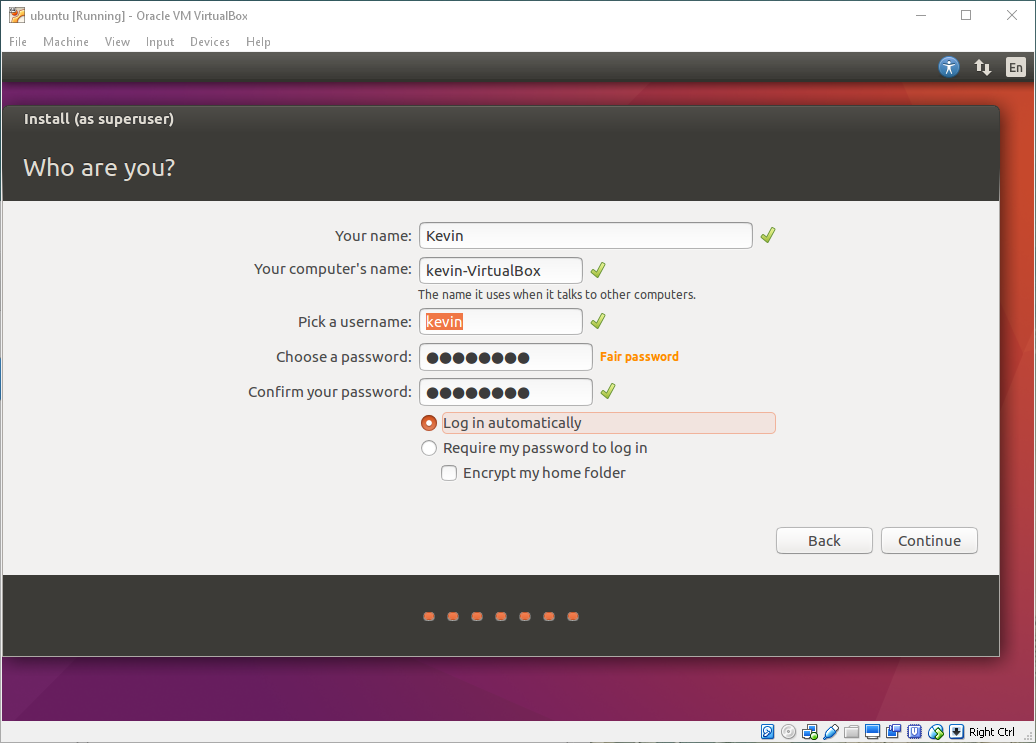 ubuntu [Running] - Oracle VM VirtualBox
File Machine View Input Devices Help
En
Install (as superuser)
Who are you?
Your name: Kevin
Your computer's name: kevin-VirtualBox
The name it uses when it talks to other computers.
Pick a username: kevin
Choose a password: ●●●●●●●● Fair password
Confirm your password: ●●●●●●●●
Log in automatically
Require my password to log in
Encrypt my home folder
Back Continue
Right Ctrl